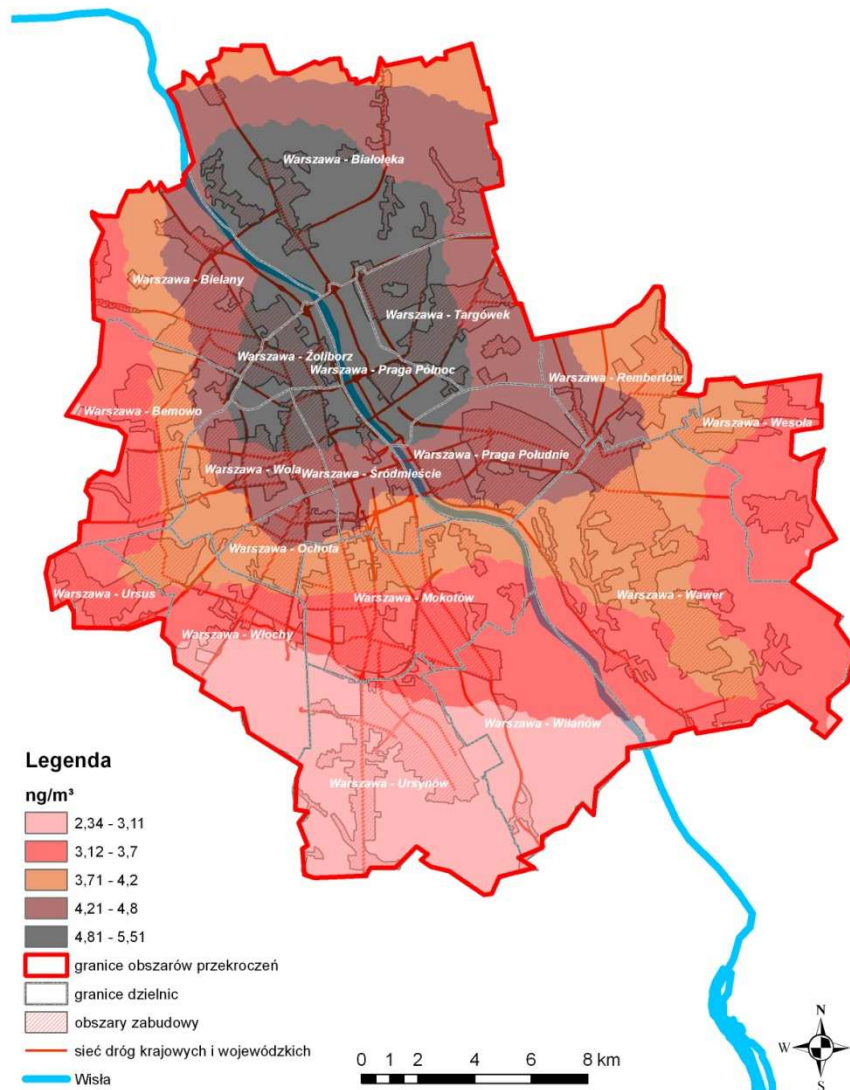 Warszawa - Białołęka
Warszawa - Bielany
Warszawa - Targówek
Warszawa - Żoliborz
Warszawa - Praga Północ
Warszawa - Rembertów
Warszawa - Bemowo
Warszawa - Wesoła
Warszawa - Praga Południe
Warszawa - Wola
Warszawa - Śródmieście
Warszawa - Ochota
Warszawa - Ursus
Warszawa - Mokotów
Warszawa - Wawer
Warszawa - Włochy
Warszawa - Wilanów
Warszawa - Ursynów
Legenda
ng/m³
2,34 - 3,11
3,12 - 3,7
3,71 - 4,2
4,21 - 4,8
4,81 - 5,51
granice obszarów przekroczeń
granice dzielnic
obszary zabudowy
sieć dróg krajowych i wojewódzkich
Wisła
0 1 2 4 6 8 km
N
W E
S